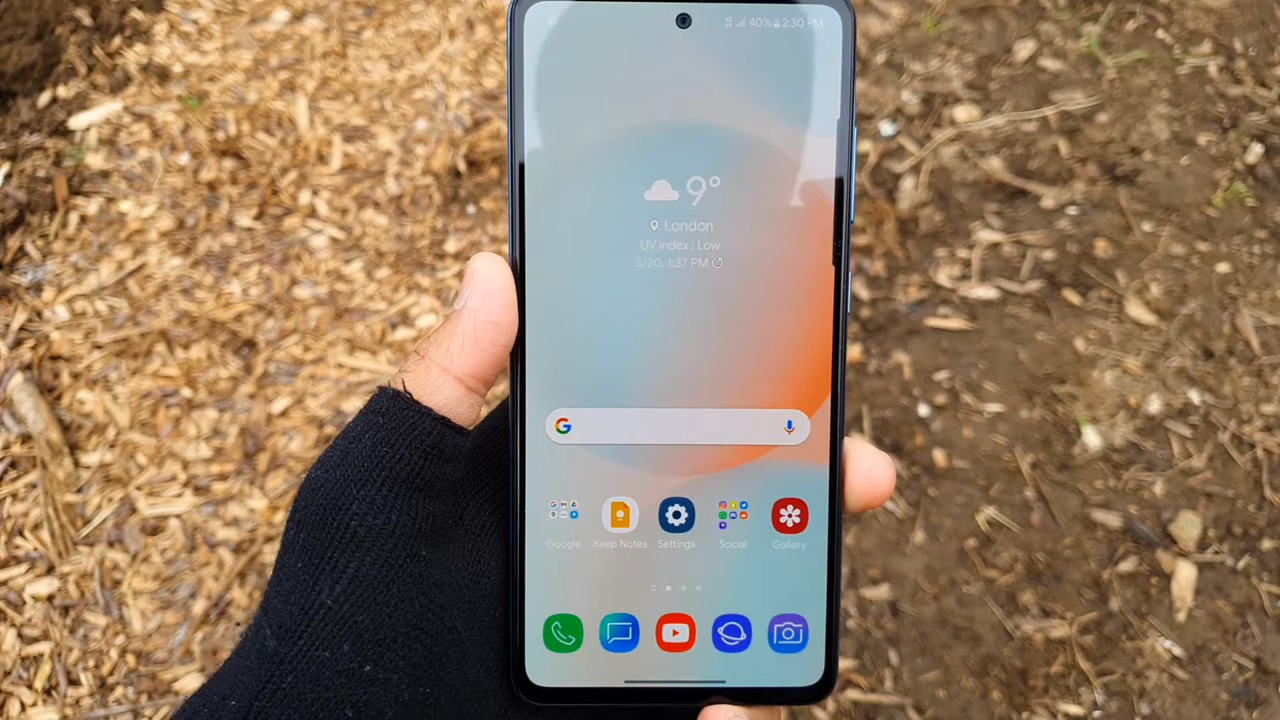 40% 2:30 PM
9°
London
UV index : Low
3/20, 1:37 PM
G
Google
Keep Notes
Settings
Social
Gallery